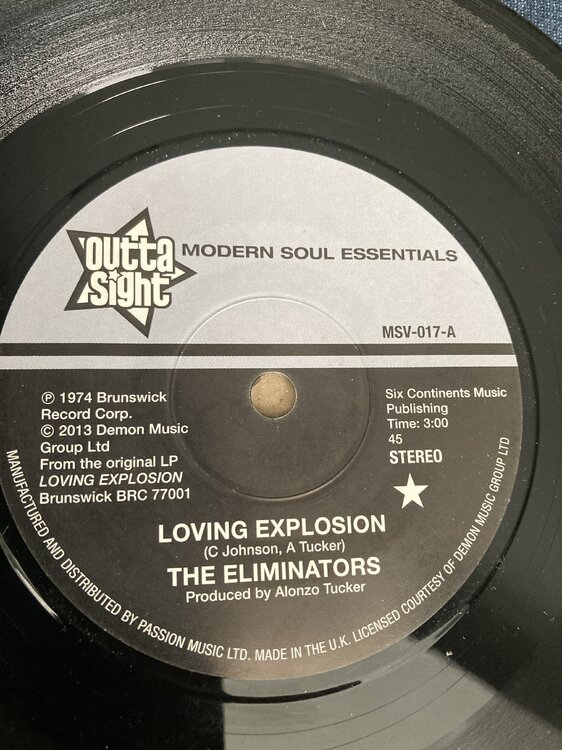 outta
sight
MODERN SOUL ESSENTIALS
MSV-017-A
℗ 1974 Brunswick
Record Corp.
© 2013 Demon Music
Group Ltd
From the original LP
LOVING EXPLOSION
Brunswick BRC 77001
Six Continents Music
Publishing
Time: 3:00
45
STEREO
LOVING EXPLOSION
(C Johnson, A Tucker)
THE ELIMINATORS
Produced by Alonzo Tucker
MANUFACTURED AND DISTRIBUTED BY PASSION MUSIC LTD. MADE IN THE U.K. LICENSED COURTESY OF DEMON MUSIC GROUP LTD